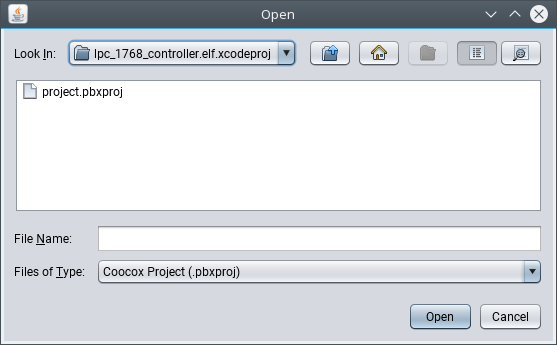 Open
Look In:
lpc_1768_controller.elf.xcodeproj
project.pbxproj
File Name:
Files of Type:
Coocox Project (.pbxproj)
Open
Cancel